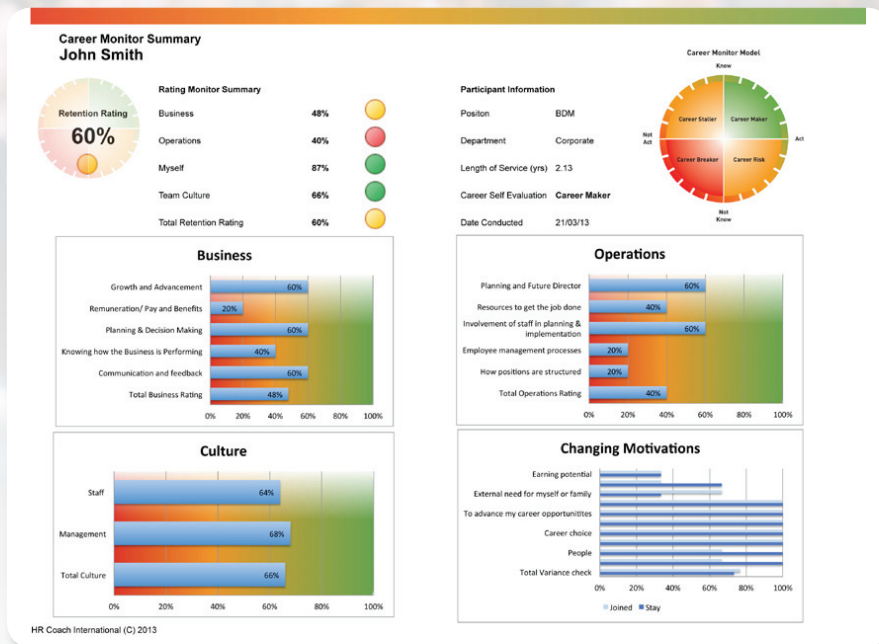 Career Monitor Summary
John Smith
Retention Rating
60%
Rating Monitor Summary
Business 48%
Operations 40%
Myself 87%
Team Culture 66%
Total Retention Rating 60%
Participant Information
Positon BDM
Department Corporate
Length of Service (yrs) 2.13
Career Self Evaluation Career Maker
Date Conducted 21/03/13
Career Monitor Model
Know
Career Staller Career Maker
Not
Act
Act
Career Breaker Career Risk
Not
Know
Business
Growth and Advancement 60%
Remuneration/ Pay and Benefits 20%
Planning & Decision Making 60%
Knowing how the Business is Performing 40%
Communication and feedback 60%
Total Business Rating 48%
0% 20% 40% 60% 80% 100%
Operations
Planning and Future Director 60%
Resources to get the job done 40%
Involvement of staff in planning &
implementation 60%
Employee management processes 20%
How positions are structured 20%
Total Operations Rating 40%
0% 20% 40% 60% 80% 100%
Culture
Staff 64%
Management 68%
Total Culture 66%
0% 20% 40% 60% 80% 100%
Changing Motivations
Earning potential
External need for myself or family
To advance my career opportunitites
Career choice
People
Total Variance check
0% 20% 40% 60% 80% 100%
Joined Stay
HR Coach International (C) 2013